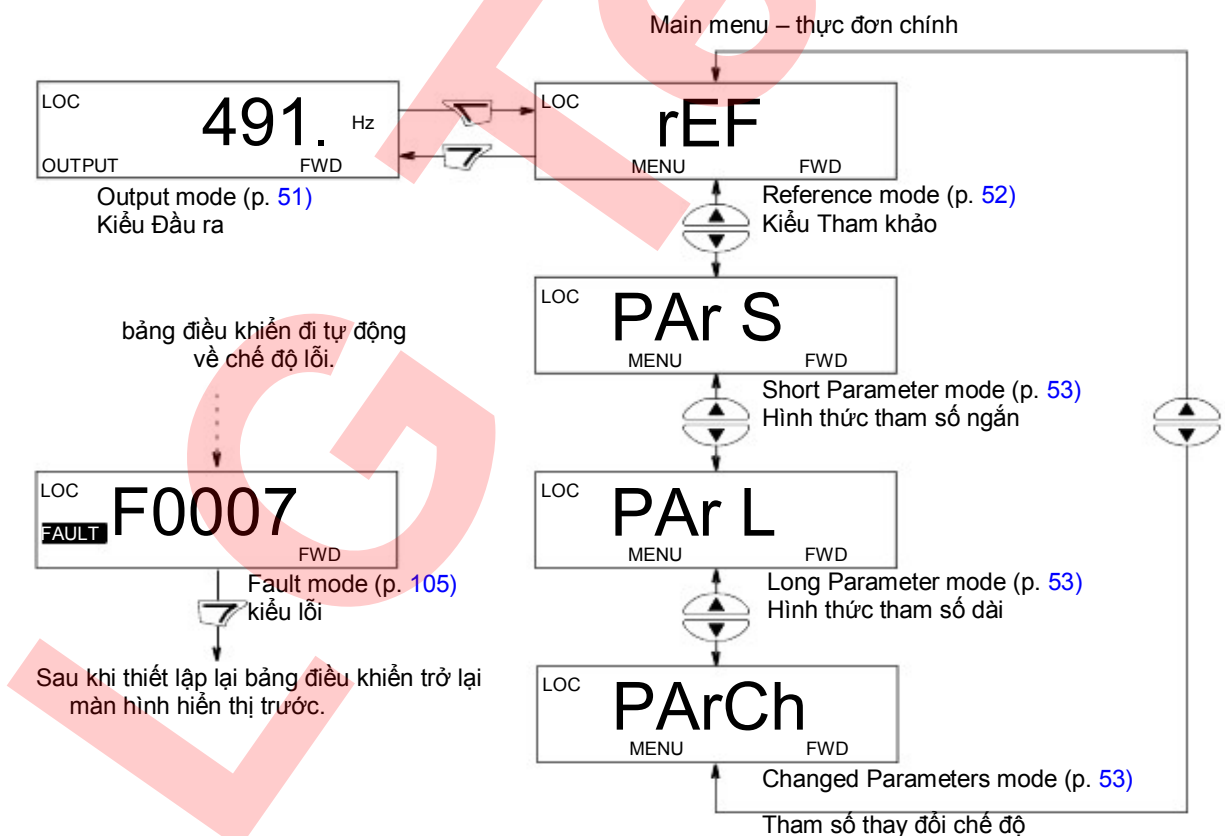 Main menu – thực đơn chính
LOC
491. Hz
OUTPUT FWD
Output mode (p. 51)
Kiểu Đầu ra
LOC
rEF
MENU FWD
Reference mode (p. 52)
Kiểu Tham khảo
LOC
PAr S
MENU FWD
Short Parameter mode (p. 53)
Hình thức tham số ngắn
bảng điều khiển đi tự động
về chế độ lỗi.
LOC
F0007
FAULT
FWD
Fault mode (p. 105)
kiểu lỗi
Sau khi thiết lập lại bảng điều khiển trở lại
màn hình hiển thị trước.
LOC
PAr L
MENU FWD
Long Parameter mode (p. 53)
Hình thức tham số dài
LOC
PArCh
MENU FWD
Changed Parameters mode (p. 53)
Tham số thay đổi chế độ
L G Te